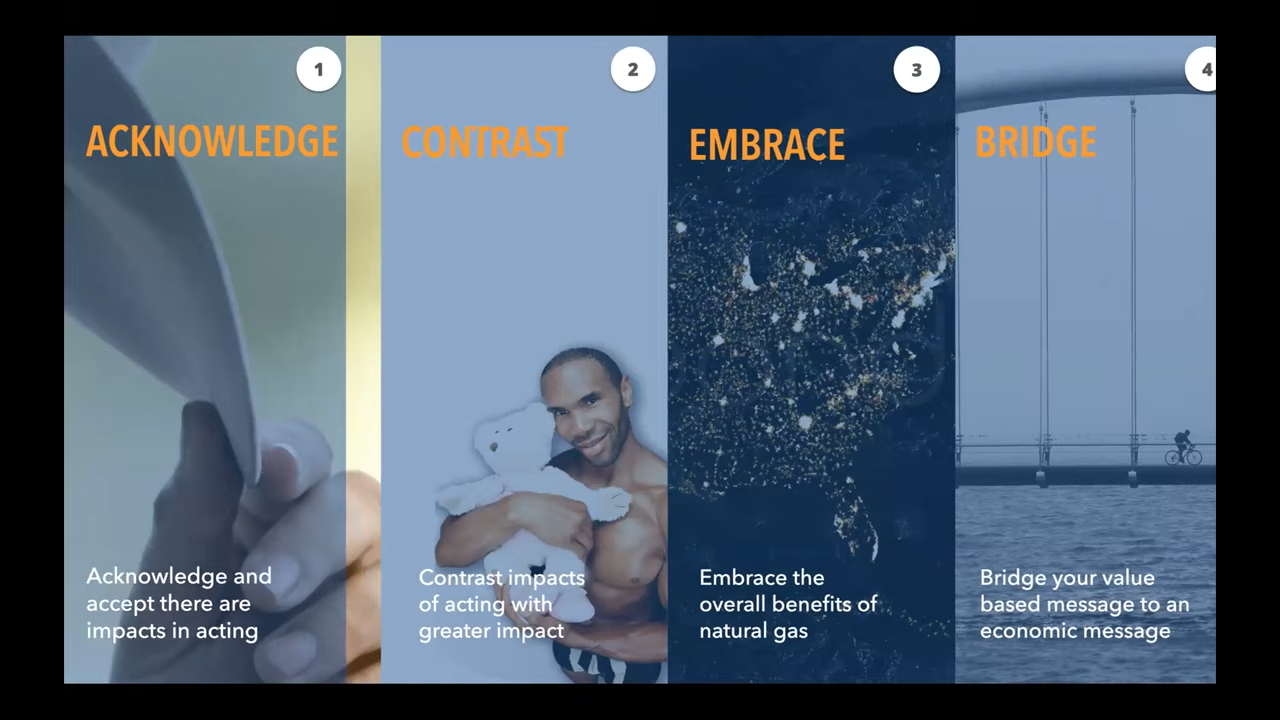 1
ACKNOWLEDGE
Acknowledge and
accept there are
impacts in acting
2
CONTRAST
Contrast impacts
of acting with
greater impact
3
EMBRACE
Embrace the
overall benefits of
natural gas
4
BRIDGE
Bridge your value
based message to an
economic message